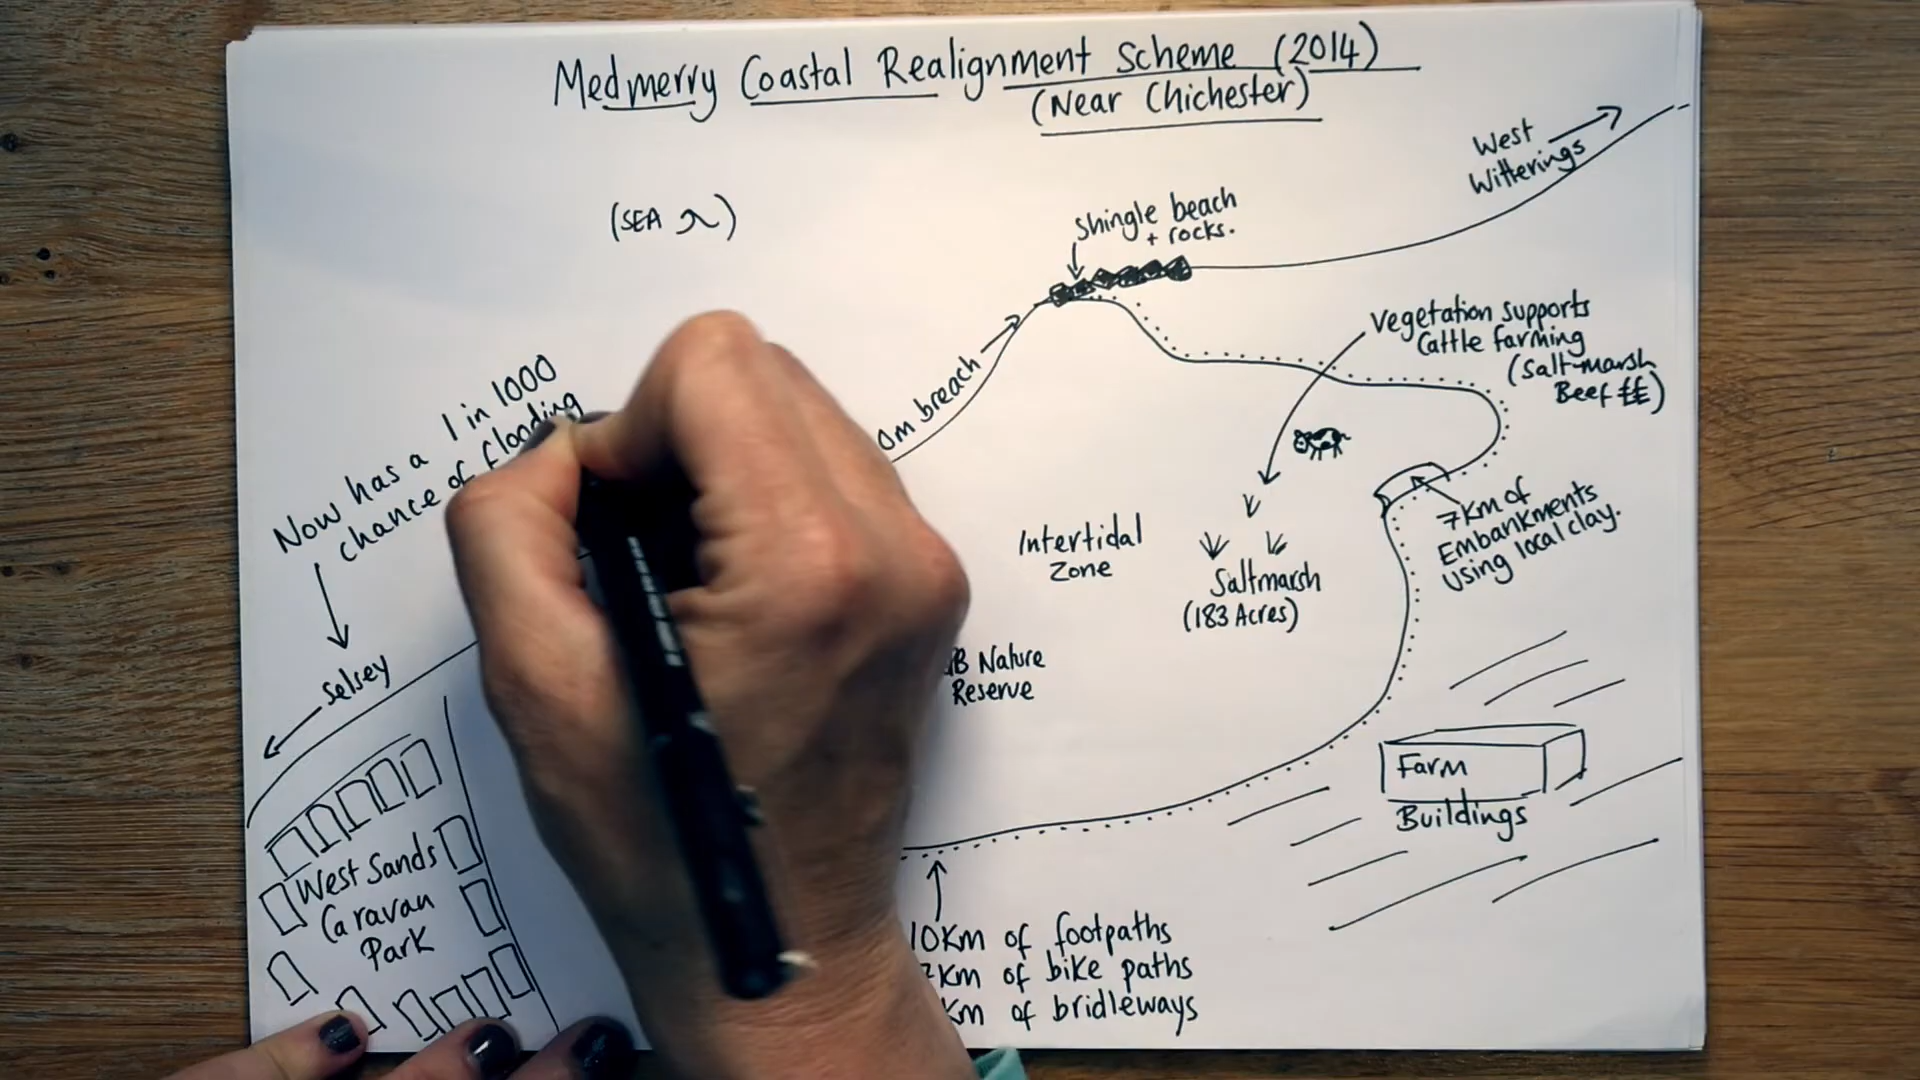 Medmerry Coastal Realignment Scheme (2014)
(Near Chichester)
West
Witterings
(SEA
Shingle beach
+ rocks.
Vegetation supports
Cattle farming
(Saltmarsh
Beef ££)
m breach
Now has a 1 in 1000
chance of flooding
Selsey
Intertidal
Zone
Saltmarsh
(183 Acres)
7Km of
Embankments
using local clay.
Nature
Reserve
Farm
Buildings
West Sands
Caravan
Park
10Km of footpaths
Km of bike paths
Km of bridleways